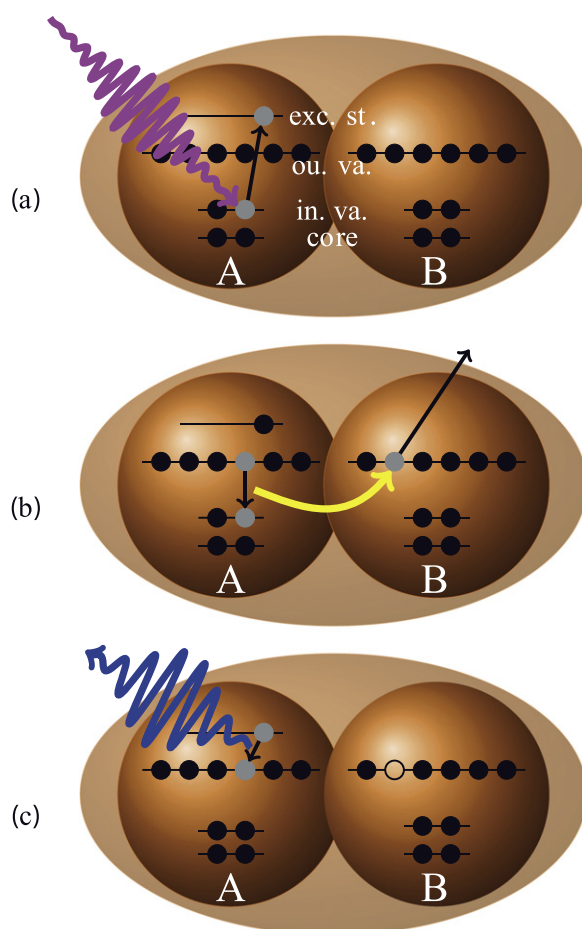 exc. st.
ou. va.
(a)
in. va.
core
A B
(b)
A B
(c)
A B